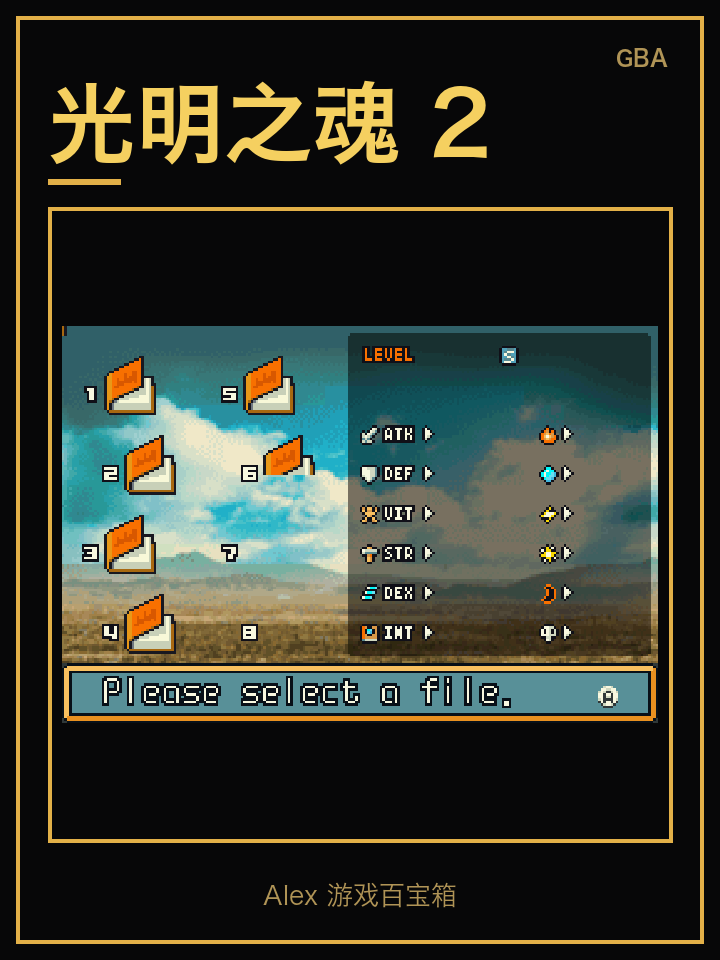 GBA
光明之魂 2
LEVEL S
1 5
ATK
2 6
DEF
VIT
3 7
STR
DEX
4 8
INT
Please select a file. A
Alex 游戏百宝箱